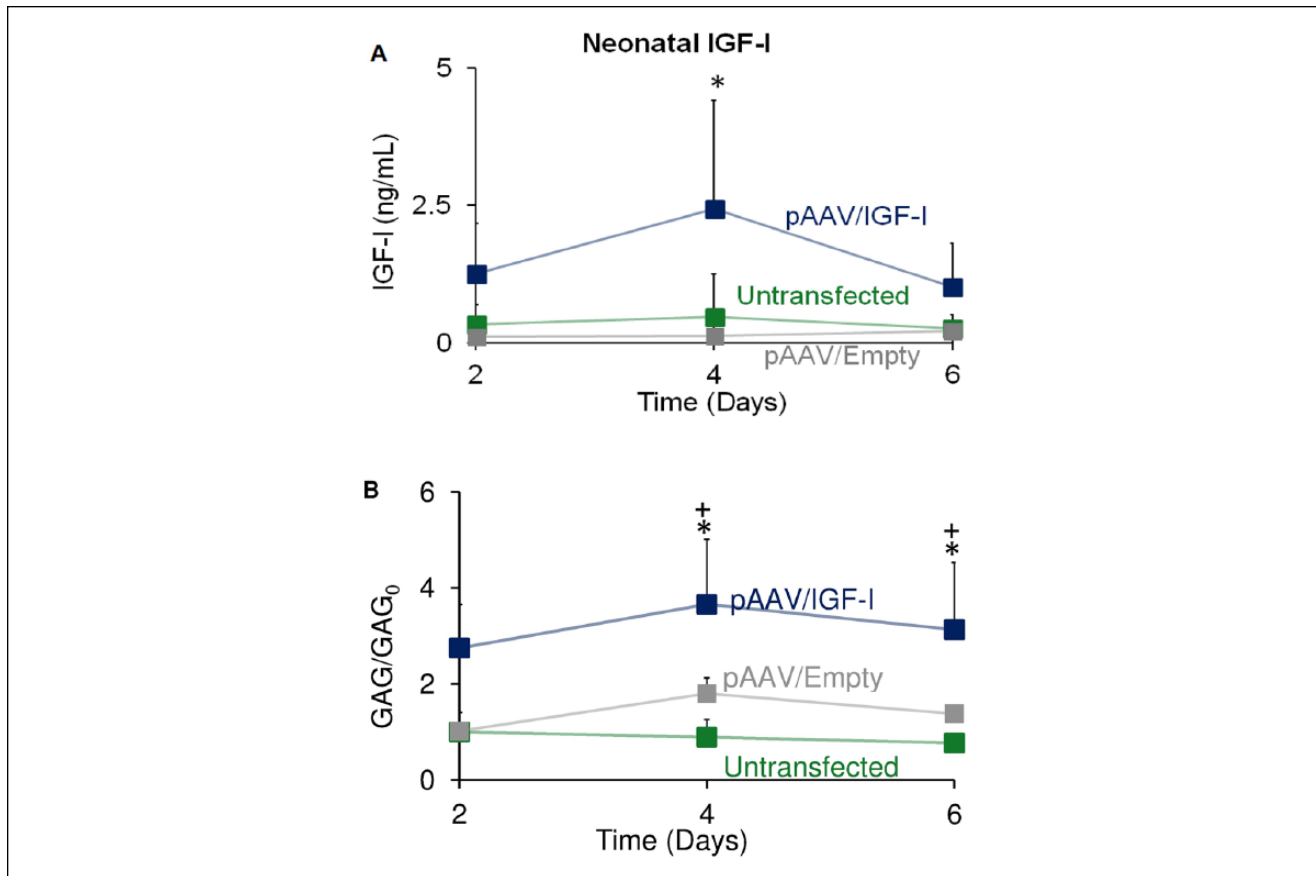 A
Neonatal IGF-I
5
*
IGF-I (ng/mL)
2.5
pAAV/IGF-I
Untransfected
0
pAAV/Empty
2
4
6
Time (Days)
B
6
+
*
+
*
GAG/GAG₀
4
pAAV/IGF-I
2
pAAV/Empty
Untransfected
0
2
4
6
Time (Days)